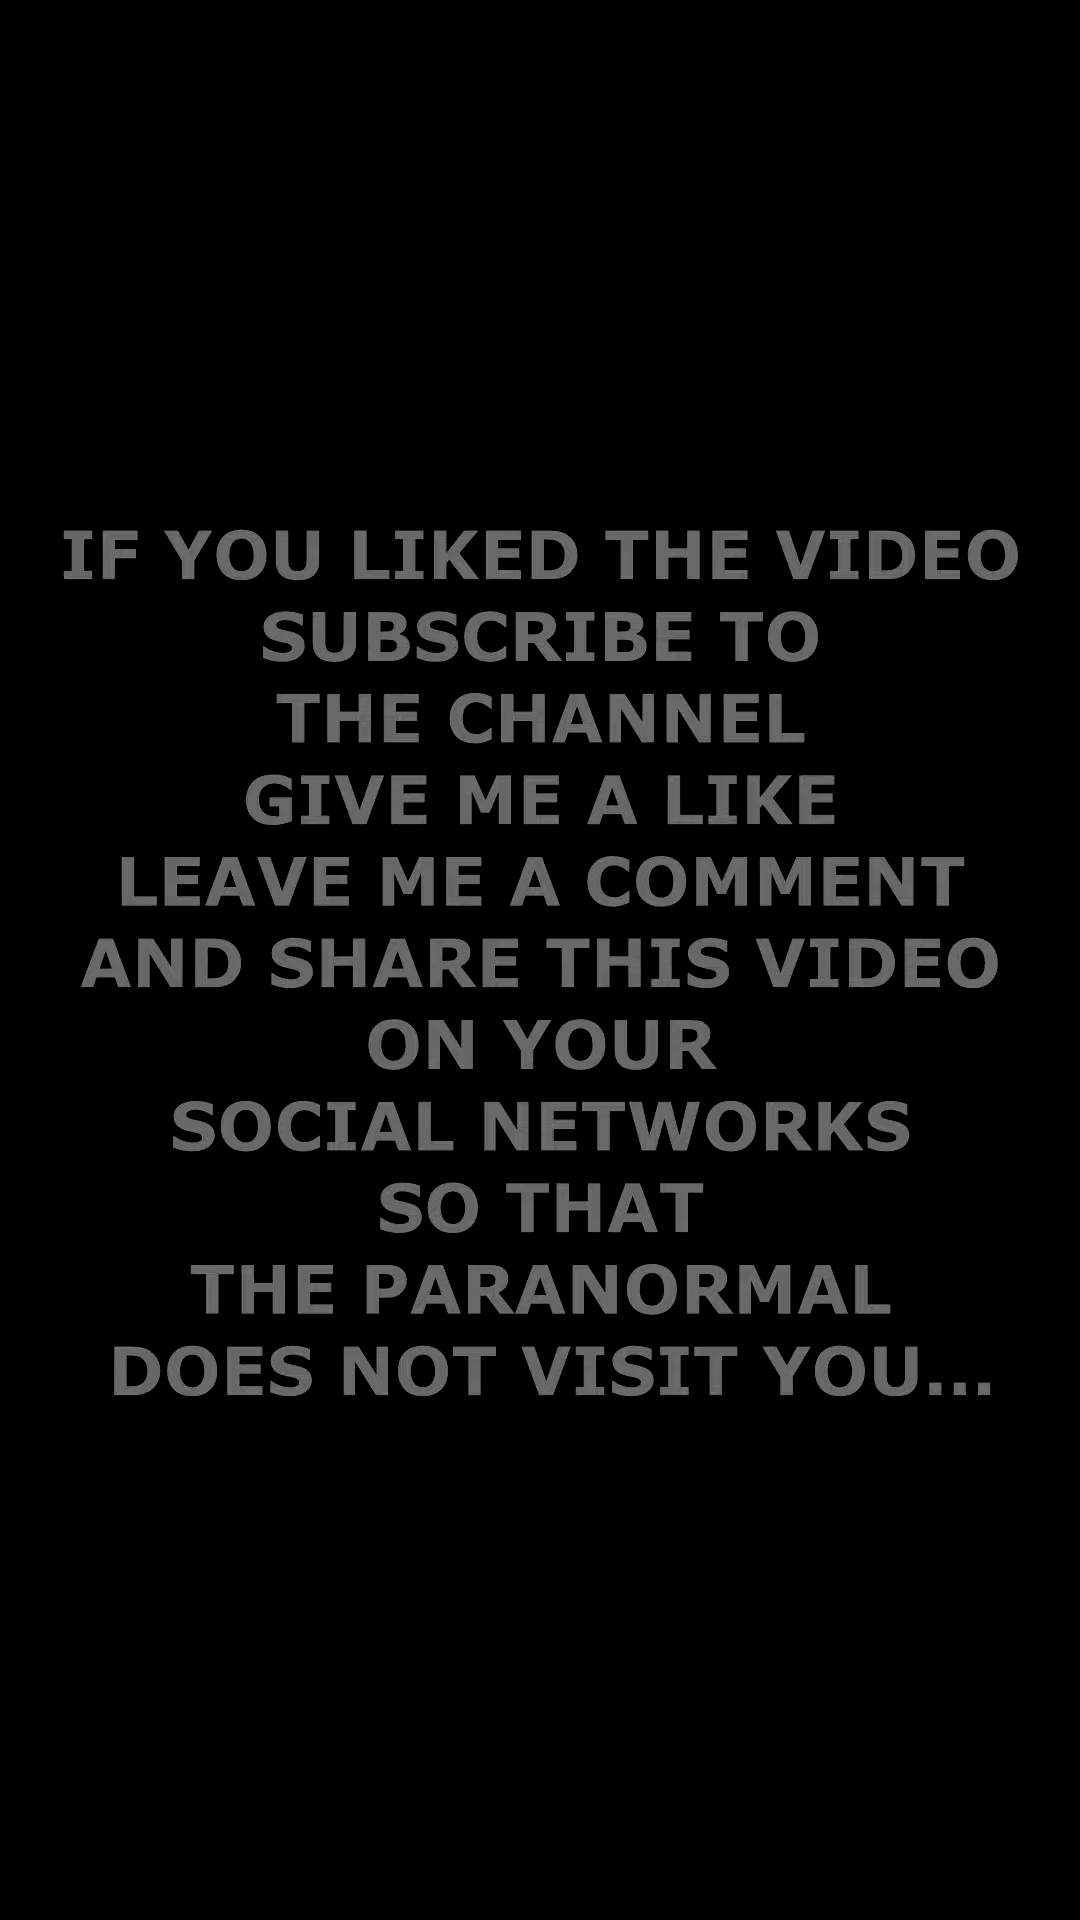 IF YOU LIKED THE VIDEO
SUBSCRIBE TO
THE CHANNEL
GIVE ME A LIKE
LEAVE ME A COMMENT
AND SHARE THIS VIDEO
ON YOUR
SOCIAL NETWORKS
SO THAT
THE PARANORMAL
DOES NOT VISIT YOU...